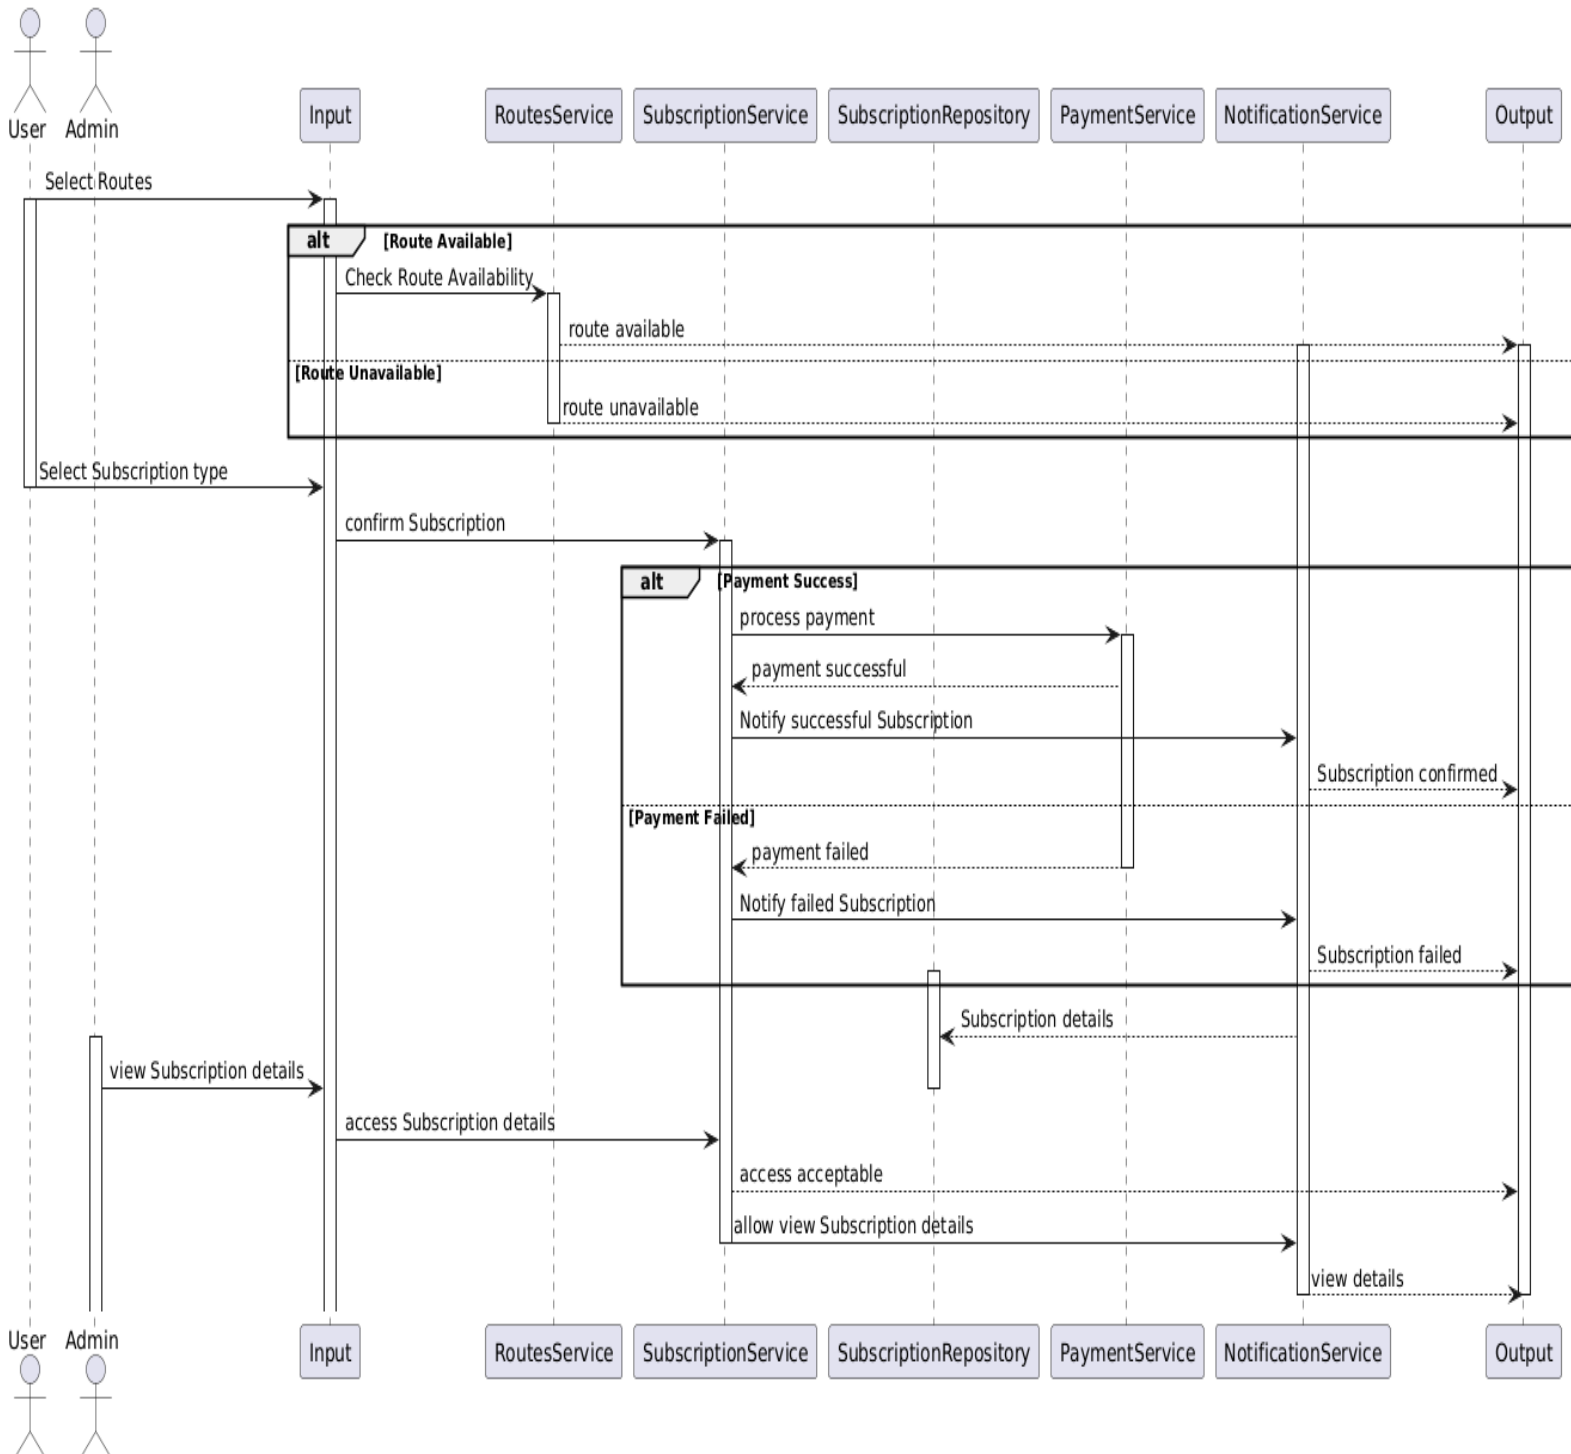 User Admin
Input RoutesService SubscriptionService SubscriptionRepository PaymentService NotificationService Output
Select Routes
alt [Route Available]
Check Route Availability
route available
[Route Unavailable]
route unavailable
Select Subscription type
confirm Subscription
alt [Payment Success]
process payment
payment successful
Notify successful Subscription
Subscription confirmed
[Payment Failed]
payment failed
Notify failed Subscription
Subscription failed
Subscription details
view Subscription details
access Subscription details
access acceptable
allow view Subscription details
view details
User Admin
Input RoutesService SubscriptionService SubscriptionRepository PaymentService NotificationService Output